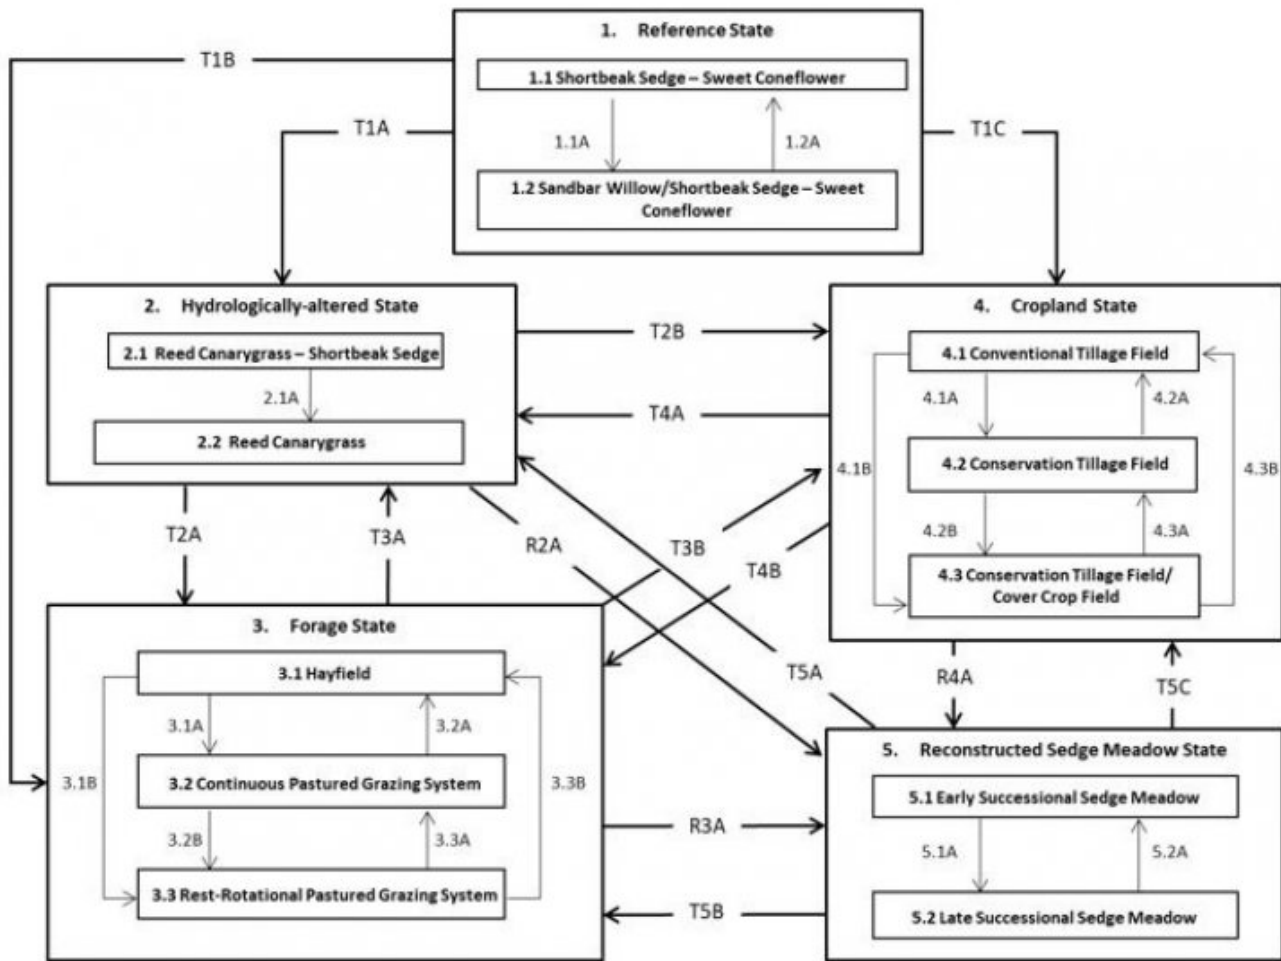 1. Reference State
T1B
1.1 Shortbeak Sedge – Sweet Coneflower
T1A
T1C
1.1A
1.2A
1.2 Sandbar Willow/Shortbeak Sedge – Sweet
Coneflower
2. Hydrologically-altered State
4. Cropland State
T2B
2.1 Reed Canarygrass – Shortbeak Sedge
4.1 Conventional Tillage Field
2.1A
4.1A
4.2A
T4A
2.2 Reed Canarygrass
4.2 Conservation Tillage Field
4.1B
4.3B
T2A
T3A
R2A
T3B
T4B
4.2B
4.3A
4.3 Conservation Tillage Field/
Cover Crop Field
3. Forage State
3.1 Hayfield
T5A
R4A
T5C
3.1A
3.2A
5. Reconstructed Sedge Meadow State
3.1B
3.2 Continuous Pastured Grazing System
3.3B
5.1 Early Successional Sedge Meadow
3.2B
3.3A
R3A
5.1A
5.2A
3.3 Rest-Rotational Pastured Grazing System
T5B
5.2 Late Successional Sedge Meadow